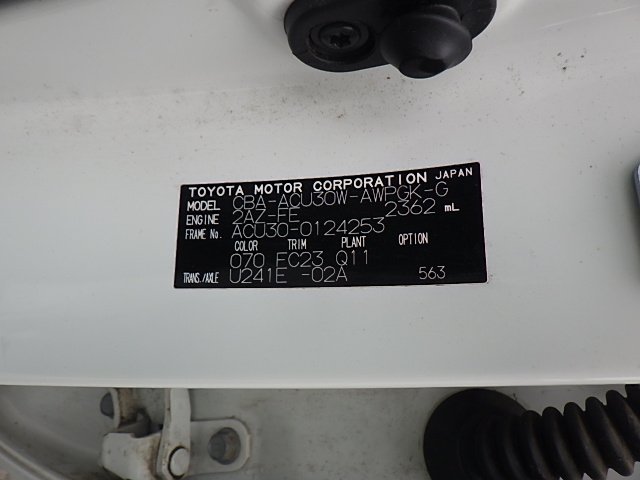 TOYOTA MOTOR CORPORATION JAPAN
MODEL CBA-ACU30W-AWPGK-G
ENGINE 2AZ-FE 2362 mL
FRAME No. ACU30-0124253
COLOR TRIM PLANT OPTION
070 FC23 Q11
TRANS./AXLE U241E -02A 563